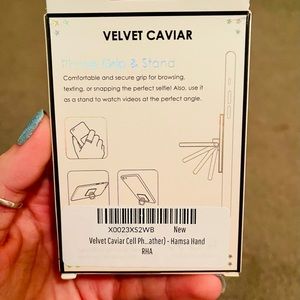 VELVET CAVIAR
Phone Grip & Stand
Comfortable and secure grip for browsing,
texting, or snapping the perfect selfie! Also, use it
as a stand to watch videos at the perfect angle.
X0023XS2WB New
Velvet Caviar Cell Ph...ather) - Hamsa Hand
RHA